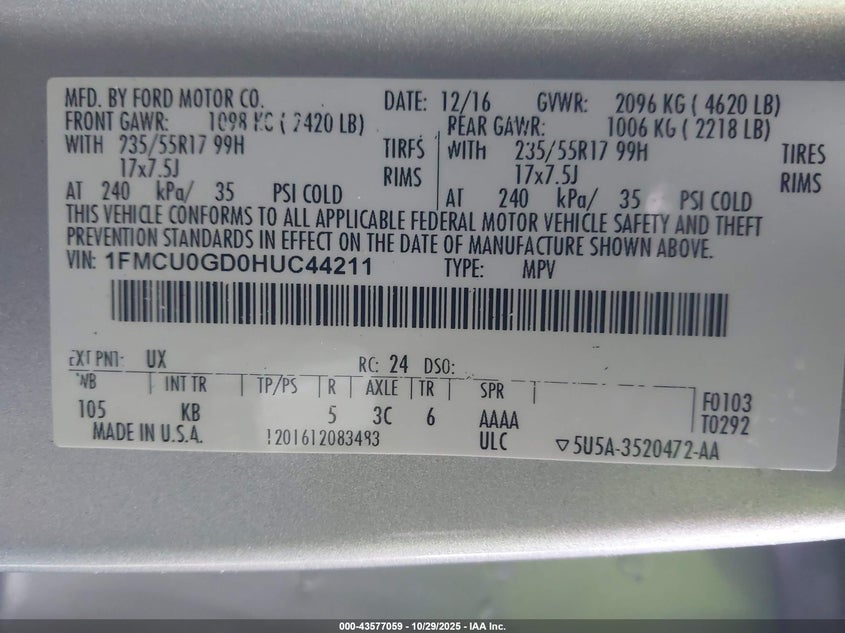 MFD. BY FORD MOTOR CO. DATE: 12/16 GVWR: 2096 KG ( 4620 LB)
FRONT GAWR: 1098 KG ( 2420 LB) REAR GAWR: 1006 KG ( 2218 LB)
WITH 235/55R17 99H TIRES WITH 235/55R17 99H TIRES
17x7.5J RIMS 17x7.5J RIMS
AT 240 kPa/ 35 PSI COLD AT 240 kPa/ 35 PSI COLD
THIS VEHICLE CONFORMS TO ALL APPLICABLE FEDERAL MOTOR VEHICLE SAFETY AND THEFT
PREVENTION STANDARDS IN EFFECT ON THE DATE OF MANUFACTURE SHOWN ABOVE.
VIN: 1FMCU0GD0HUC44211 TYPE: MPV
EXT PNT: UX RC: 24 DSO:
WB INT TR TP/PS R AXLE TR SPR
105 KB 5 3C 6 AAAA F0103
MADE IN U.S.A. ULC T0292
▽5U5A-3520472-AA
000-43577059 - 10/29/2025 - IAA Inc.